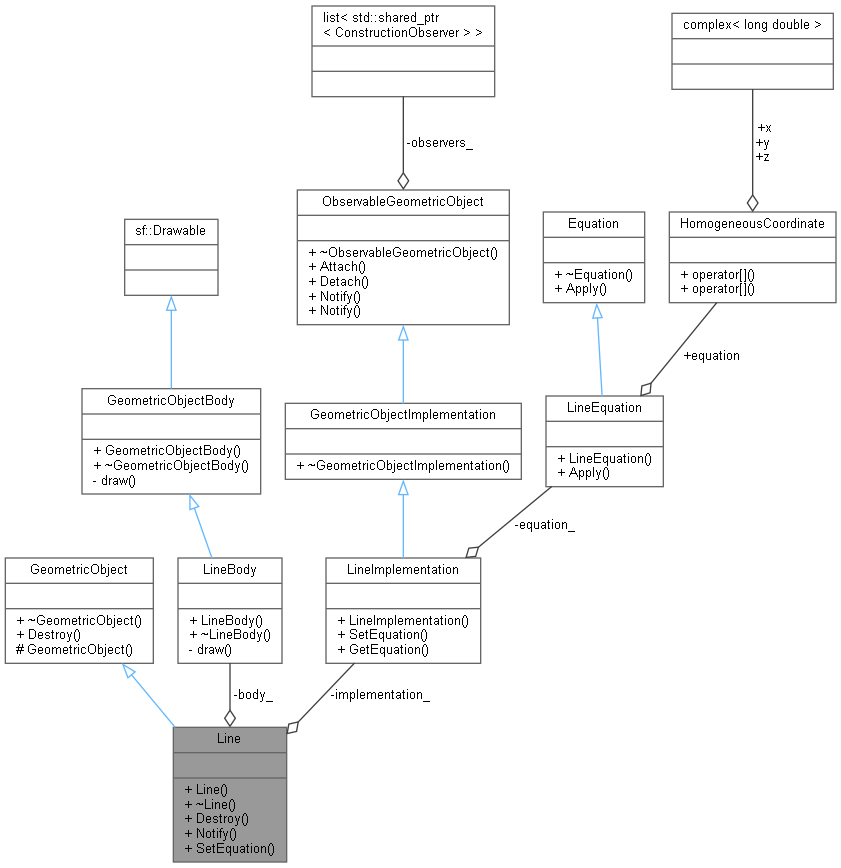 list< std::shared_ptr
< ConstructionObserver > >
complex< long double >
-observers_
+x
+y
+z
sf::Drawable
ObservableGeometricObject
+ ~ObservableGeometricObject()
+ Attach()
+ Detach()
+ Notify()
+ Notify()
Equation
+ ~Equation()
+ Apply()
HomogeneousCoordinate
+ operator[]()
+ operator[]()
+equation
GeometricObjectBody
+ GeometricObjectBody()
+ ~GeometricObjectBody()
- draw()
GeometricObjectImplementation
+ ~GeometricObjectImplementation()
LineEquation
+ LineEquation()
+ Apply()
-equation_
GeometricObject
+ ~GeometricObject()
+ Destroy()
# GeometricObject()
LineBody
+ LineBody()
+ ~LineBody()
- draw()
LineImplementation
+ LineImplementation()
+ SetEquation()
+ GetEquation()
-body_
-implementation_
Line
+ Line()
+ ~Line()
+ Destroy()
+ Notify()
+ SetEquation()